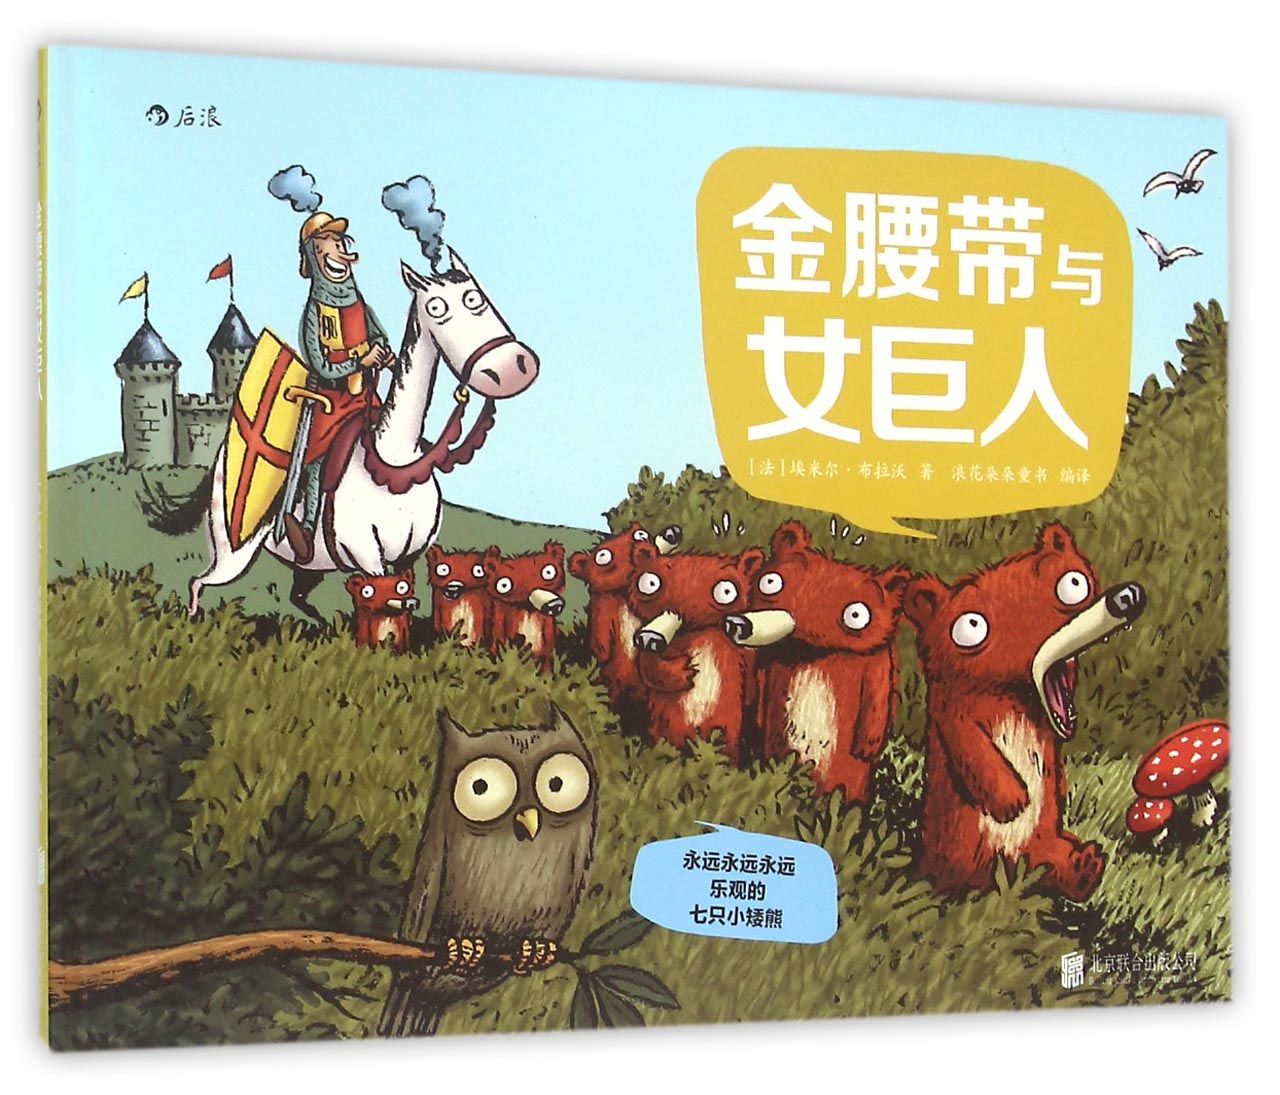 后浪
金腰带与
女巨人
[法]埃米尔·布拉沃 著 浪花朵朵童书 编译
永远永远永远
乐观的
七只小矮熊
北京联合出版公司